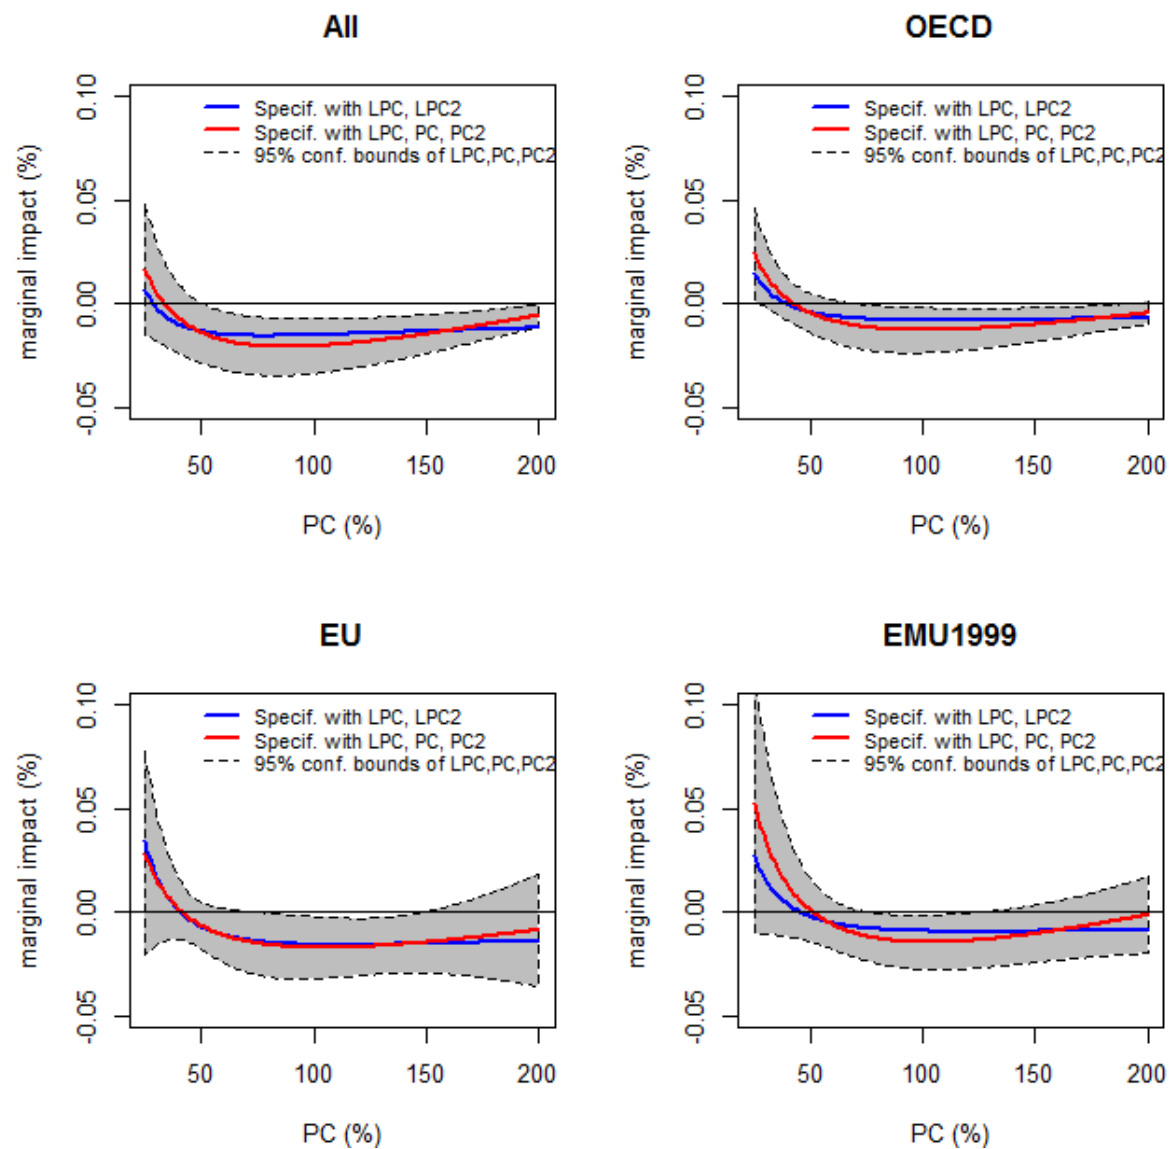 All
marginal impact (%)
0.10
0.05
0.00
-0.05
Specif. with LPC, LPC2
Specif. with LPC, PC, PC2
95% conf. bounds of LPC,PC,PC2
50 100 150 200
PC (%)
OECD
marginal impact (%)
0.10
0.05
0.00
-0.05
Specif. with LPC, LPC2
Specif. with LPC, PC, PC2
95% conf. bounds of LPC,PC,PC2
50 100 150 200
PC (%)
EU
marginal impact (%)
0.10
0.05
0.00
-0.05
Specif. with LPC, LPC2
Specif. with LPC, PC, PC2
95% conf. bounds of LPC,PC,PC2
50 100 150 200
PC (%)
EMU1999
marginal impact (%)
0.10
0.05
0.00
-0.05
Specif. with LPC, LPC2
Specif. with LPC, PC, PC2
95% conf. bounds of LPC,PC,PC2
50 100 150 200
PC (%)